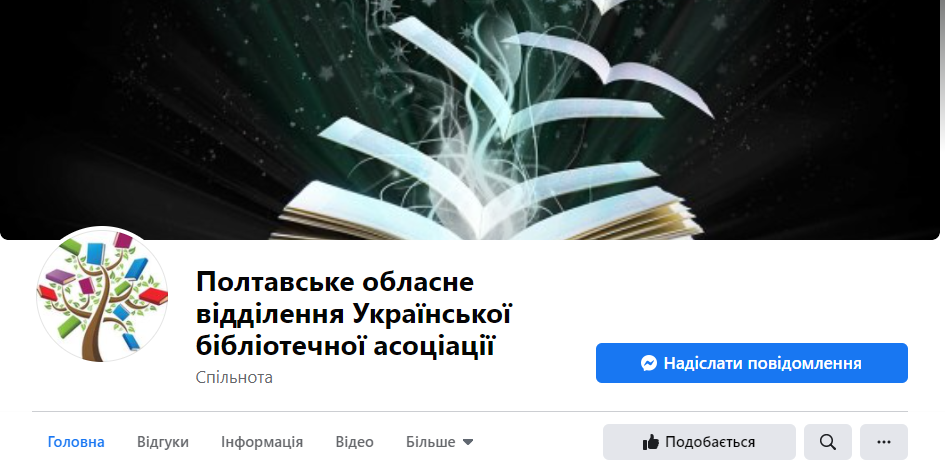 Полтавське обласне
відділення Української
бібліотечної асоціації
Спільнота
Надіслати повідомлення
Головна Відгуки Інформація Відео Більше
Подобається